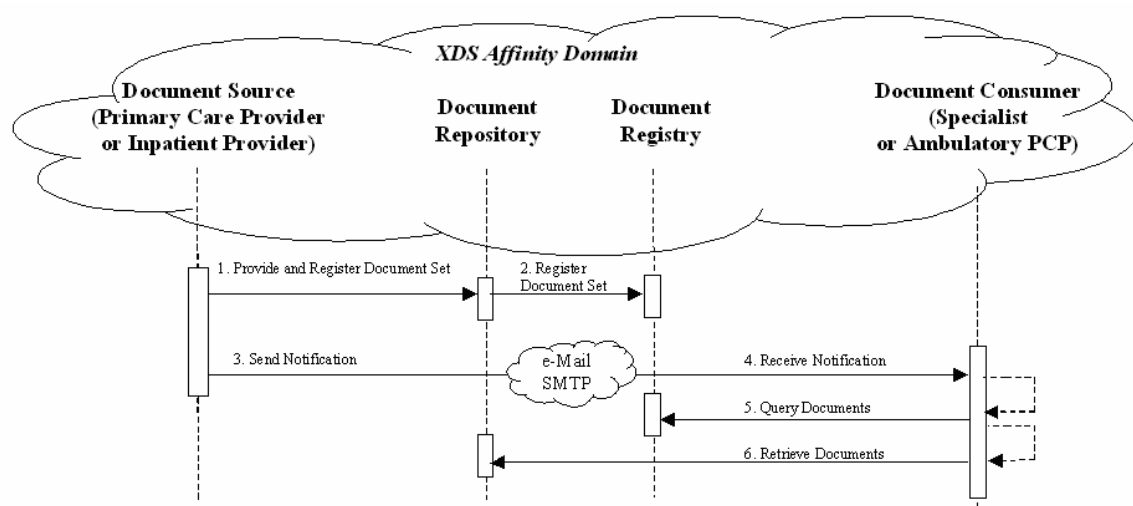 XDS Affinity Domain
Document Source
(Primary Care Provider
or Inpatient Provider)
Document
Repository
Document
Registry
Document Consumer
(Specialist
or Ambulatory PCP)
1. Provide and Register Document Set
2. Register
Document Set
3. Send Notification
e-Mail
SMTP
4. Receive Notification
5. Query Documents
6. Retrieve Documents